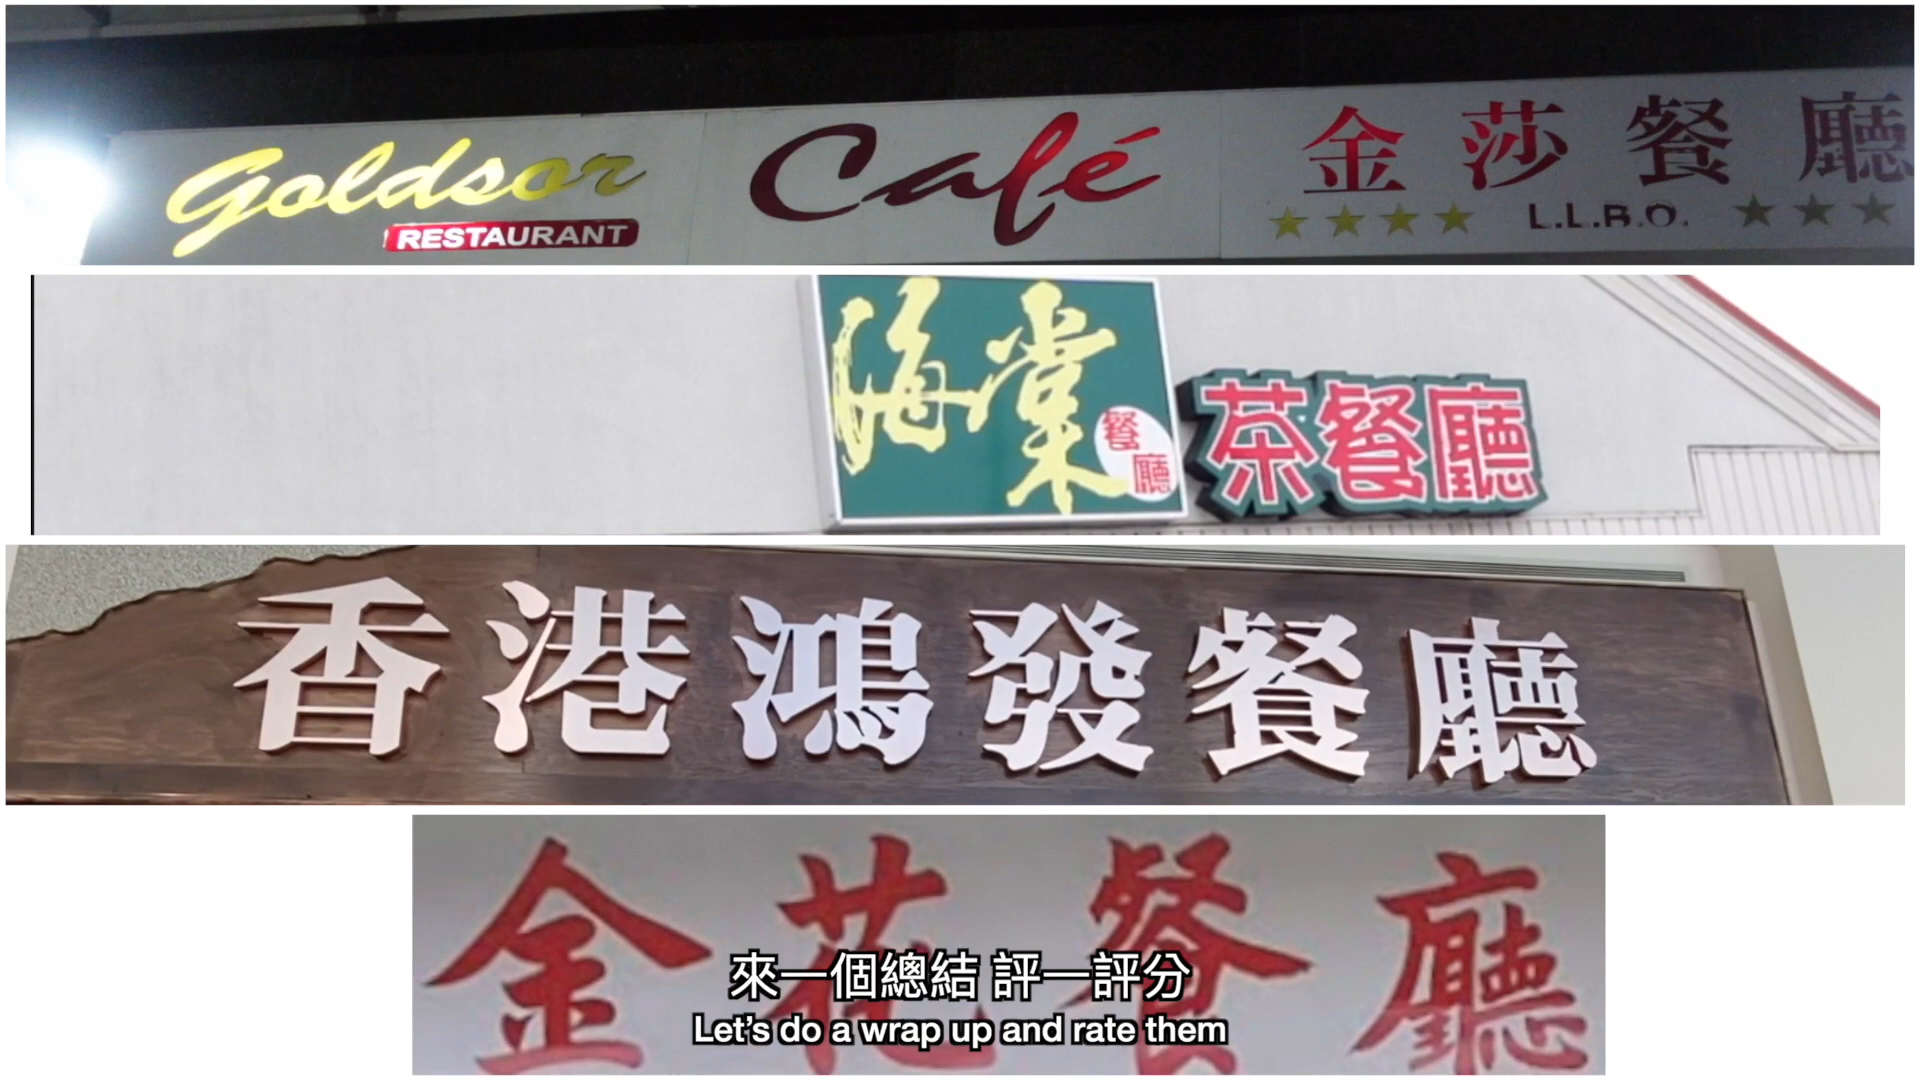 Goldsor Café 金莎餐廳
RESTAURANT
★★★★ L.L.B.O. ★★★
海棠
餐廳
茶餐廳
香港鴻發餐廳
金花餐廳
來一個總結 評一評分
Let's do a wrap up and rate them